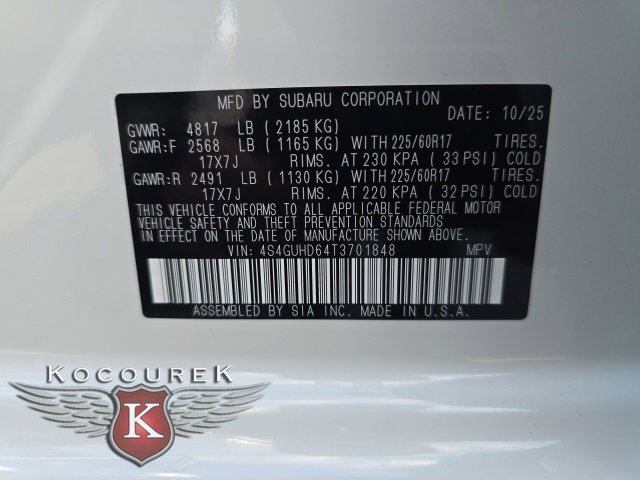 MFD BY SUBARU CORPORATION
DATE: 10/25
GVWR: 4817 LB (2185 KG)
GAWR:F 2568 LB (1165 KG) WITH 225/60R17 TIRES.
17X7J RIMS. AT 230 KPA (33 PSI) COLD
GAWR:R 2491 LB (1130 KG) WITH 225/60R17 TIRES.
17X7J RIMS. AT 220 KPA (32 PSI) COLD
THIS VEHICLE CONFORMS TO ALL APPLICABLE FEDERAL MOTOR
VEHICLE SAFETY AND THEFT PREVENTION STANDARDS IN
EFFECT ON THE DATE OF MANUFACTURE SHOWN ABOVE.
VIN: 4S4GUHD64T3701848 MPV
ASSEMBLED BY SIA INC. MADE IN U.S.A.
KOCOUREK
K